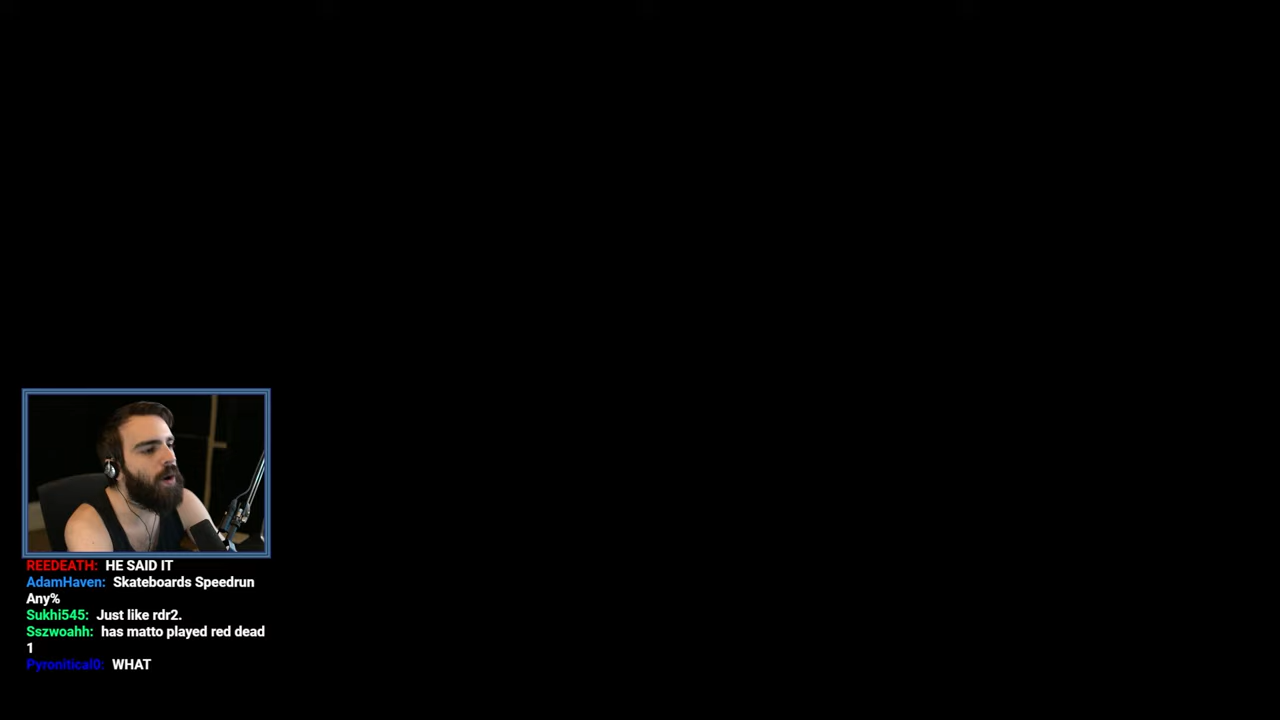 REEDEATH: HE SAID IT
AdamHaven: Skateboards Speedrun
Any%
Sukhi545: Just like rdr2.
Sszwoahh: has matto played red dead
1
Pyronitical0: WHAT